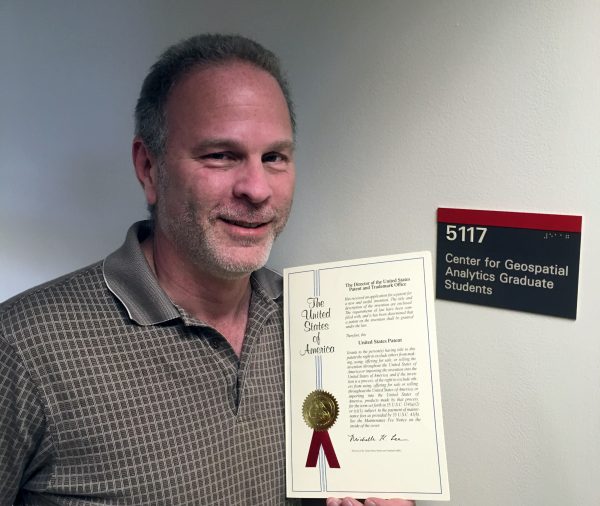 The
United
States
of
America
The Director of the United States
Patent and Trademark Office
Has received an application for a patent for
a new and useful invention. The title and
description of the invention are enclosed.
The requirements of law have been com-
plied with, and it has been determined that
a patent on the invention shall be granted
under the law.
Therefore, this
United States Patent
Grants to the person(s) having title to this
patent the right to exclude others from mak-
ing, using, offering for sale, or selling the
invention throughout the United States of
America or importing the invention into the
United States of America, and if the inven-
tion is a process, of the right to exclude oth-
ers from using, offering for sale or selling
throughout the United States of America, or
importing into the United States of
America, products made by that process,
for the term set forth in 35 U.S.C. 154(a)(2)
or (c)(1), subject to the payment of mainte-
nance fees as provided by 35 U.S.C. 41(b).
See the Maintenance Fee Notice on the
inside of the cover.
Michelle K. Lee
5117
Center for Geospatial
Analytics Graduate
Students